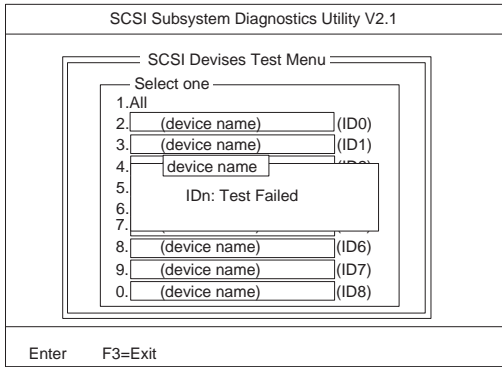 SCSI Subsystem Diagnostics Utility V2.1
SCSI Devises Test Menu
Select one
1.All
2. (device name) (ID0)
3. (device name) (ID1)
4.
device name
IDn: Test Failed
5.
6.
7.
8. (device name) (ID6)
9. (device name) (ID7)
0. (device name) (ID8)
Enter F3=Exit